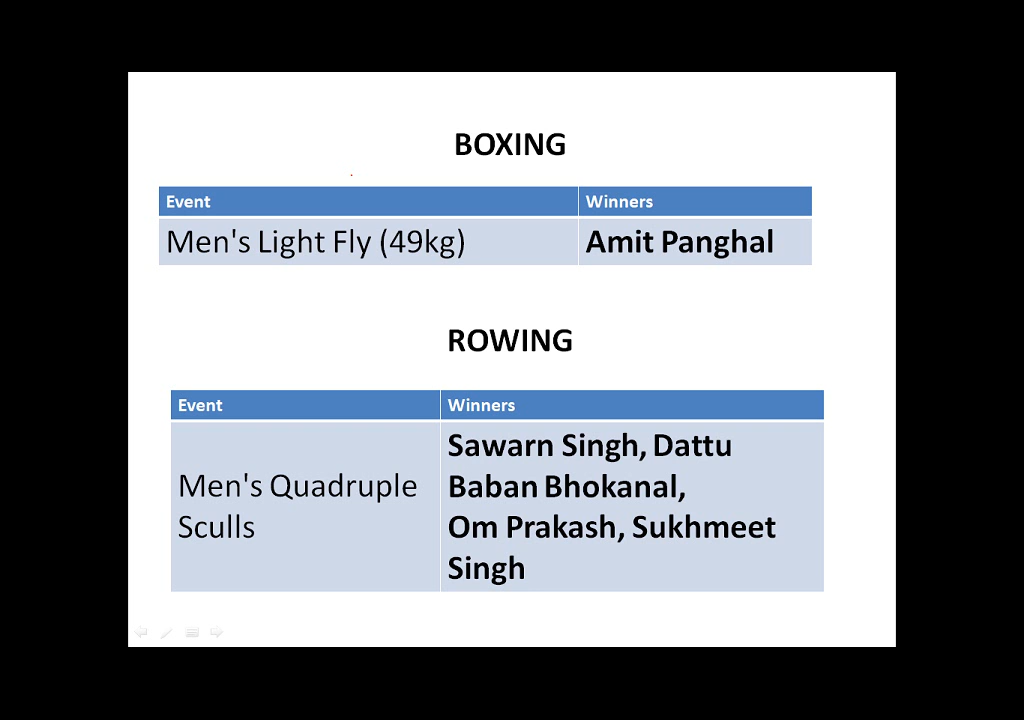 BOXING
Event Winners
Men's Light Fly (49kg) Amit Panghal
ROWING
Event Winners
Men's Quadruple
Sculls
Sawarn Singh, Dattu
Baban Bhokanal,
Om Prakash, Sukhmeet
Singh